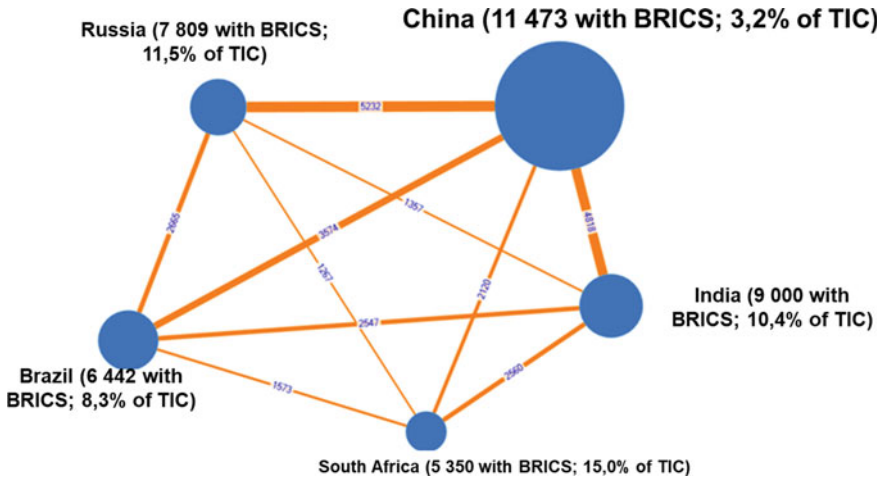 China (11 473 with BRICS; 3,2% of TIC)
Russia (7 809 with BRICS;
11,5% of TIC)
5232
1357
2665
3574
4818
1267
2120
India (9 000 with
BRICS; 10,4% of TIC)
2547
Brazil (6 442 with
BRICS; 8,3% of TIC)
2560
1573
South Africa (5 350 with BRICS; 15,0% of TIC)